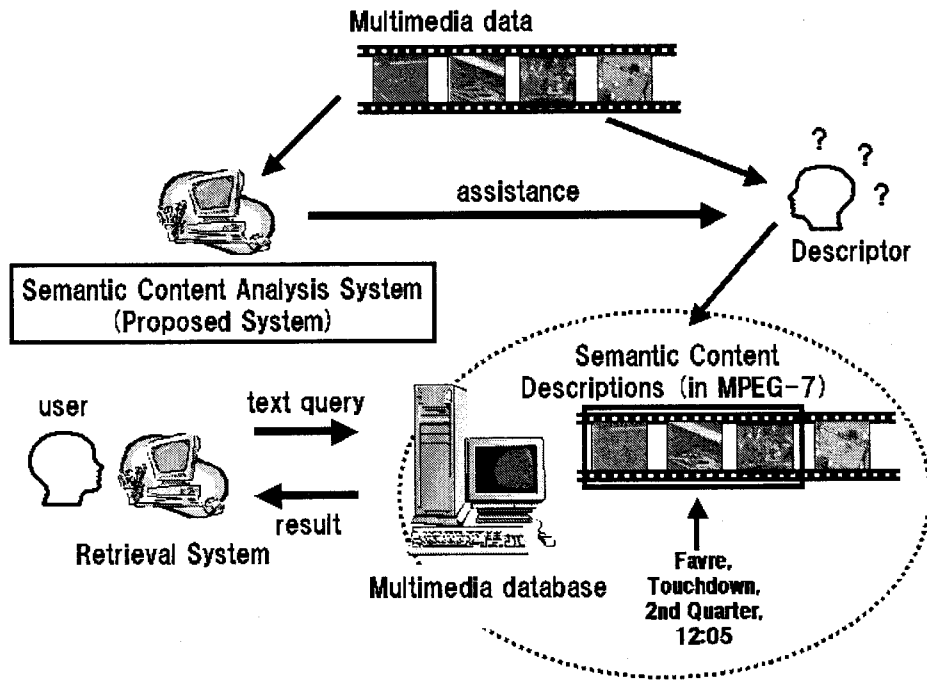 Multimedia data
? ? ?
assistance
Descriptor
Semantic Content Analysis System
(Proposed System)
Semantic Content
Descriptions (in MPEG-7)
user
text query
result
Retrieval System
Multimedia database
Favre,
Touchdown,
2nd Quarter,
12:05